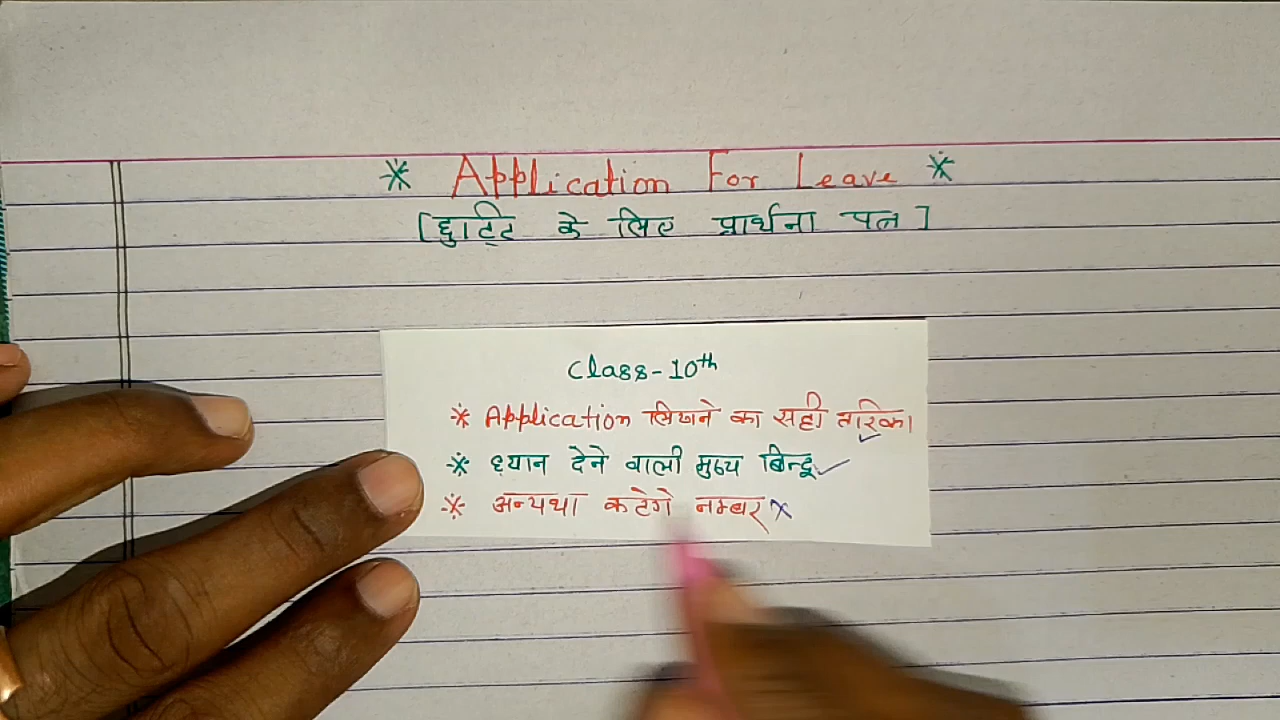 * Application For Leave *
[छुट्टि के लिए प्रार्थना पत्र]
Class-10th
* Application लिखने का सही तरिका
* ध्यान देने वाली मुख्य बिन्दू ✓
* अन्यथा कटेगे नम्बर ×